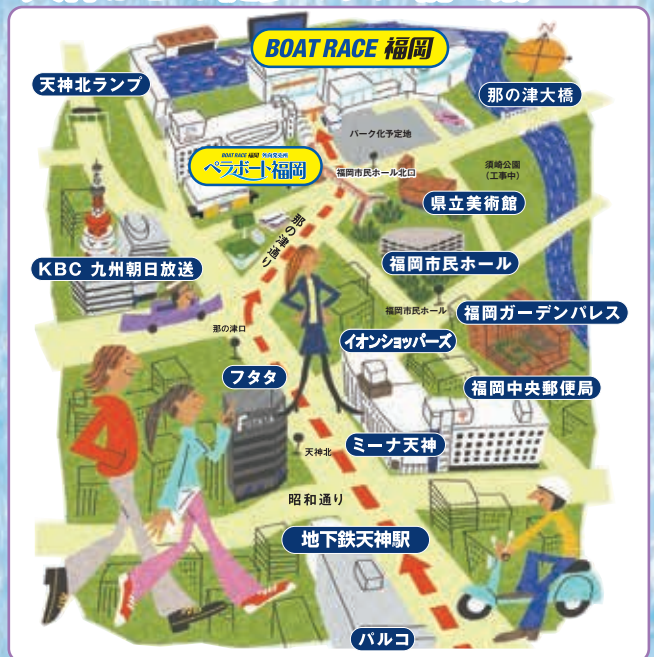 BOAT RACE 福岡
天神北ランプ
那の津大橋
パーク化予定地
BOAT RACE 福岡 外向発売所
ペラボート福岡
福岡市民ホール北口
須崎公園
(工事中)
県立美術館
那の津通り
福岡市民ホール
KBC 九州朝日放送
福岡市民ホール
福岡ガーデンパレス
那の津口
イオンショッパーズ
フタタ
福岡中央郵便局
ミーナ天神
天神北
昭和通り
地下鉄天神駅
パルコ